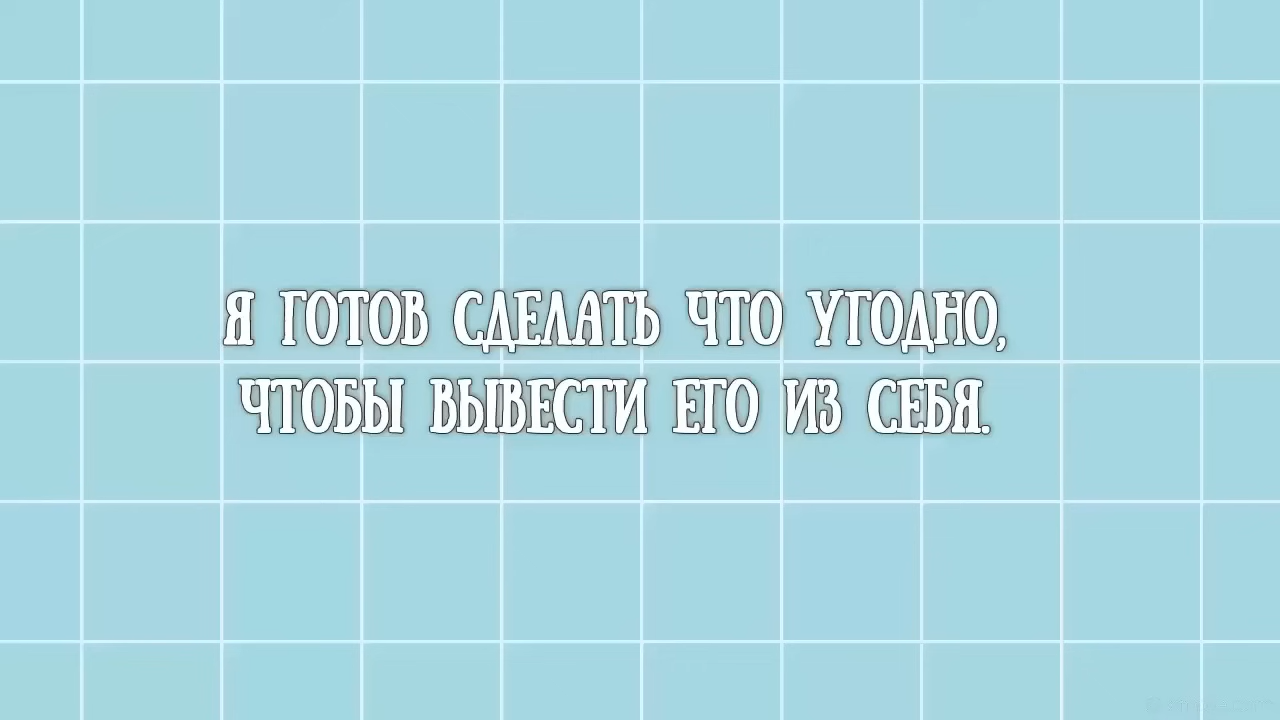 Я ГОТОВ СДЕЛАТЬ ЧТО УГОДНО,
ЧТОБЫ ВЫВЕСТИ ЕГО ИЗ СЕБЯ.